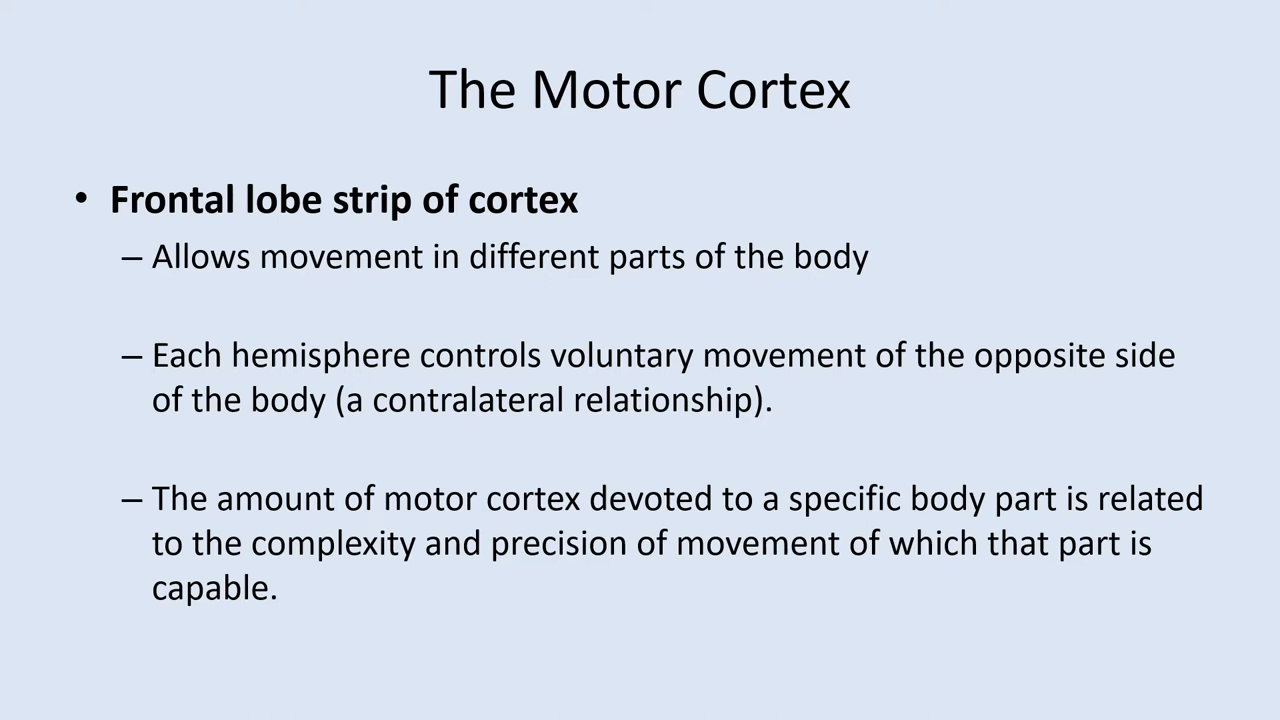 The Motor Cortex
• Frontal lobe strip of cortex
– Allows movement in different parts of the body
– Each hemisphere controls voluntary movement of the opposite side
of the body (a contralateral relationship).
– The amount of motor cortex devoted to a specific body part is related
to the complexity and precision of movement of which that part is
capable.